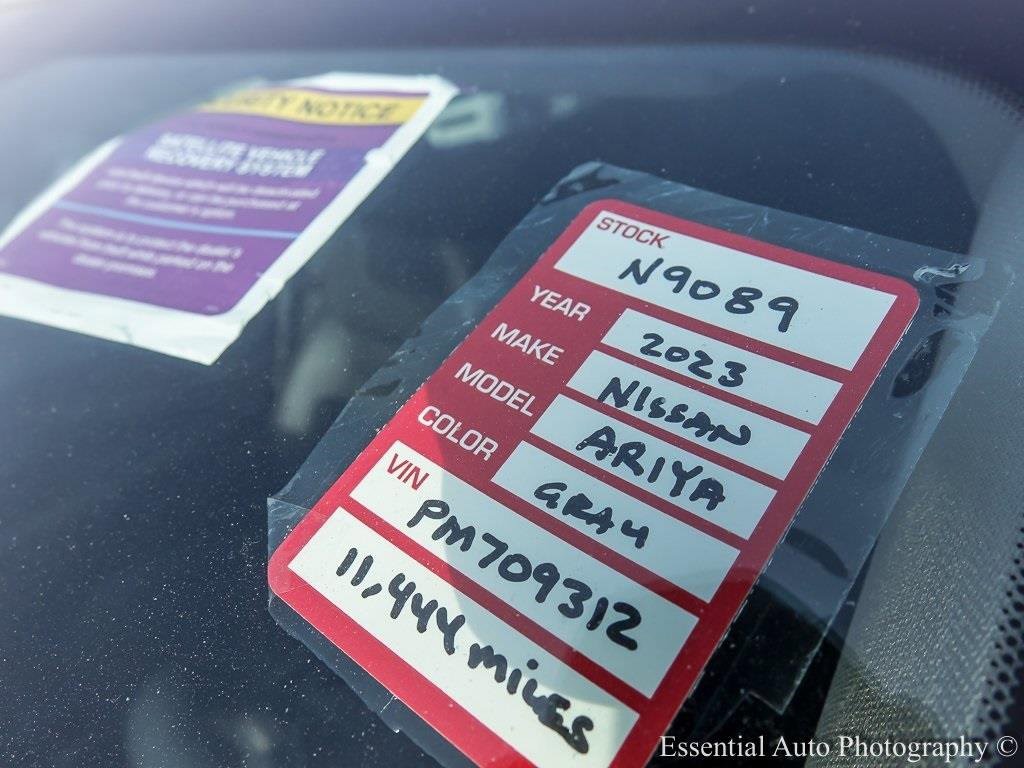 SECURITY NOTICE
SATELLITE VEHICLE
RECOVERY SYSTEM
STOCK
N9089
YEAR 2023
MAKE NISSAN
MODEL ARIYA
COLOR GRAY
VIN
PM709312
11,444 MILES
Essential Auto Photography ©